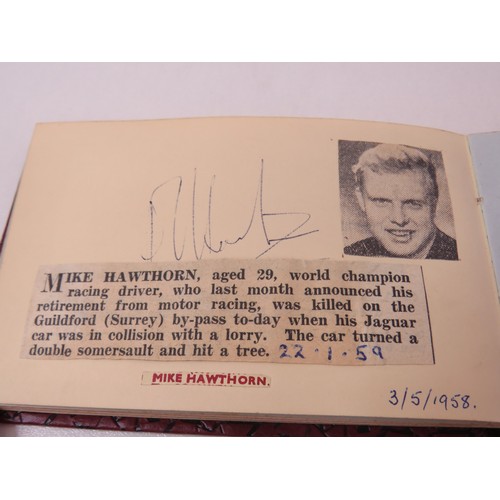 MIKE HAWTHORN, aged 29, world champion
racing driver, who last month announced his
retirement from motor racing, was killed on the
Guildford (Surrey) by-pass to-day when his Jaguar
car was in collision with a lorry. The car turned a
double somersault and hit a tree. 22.1.59
MIKE HAWTHORN.
3/5/1958.